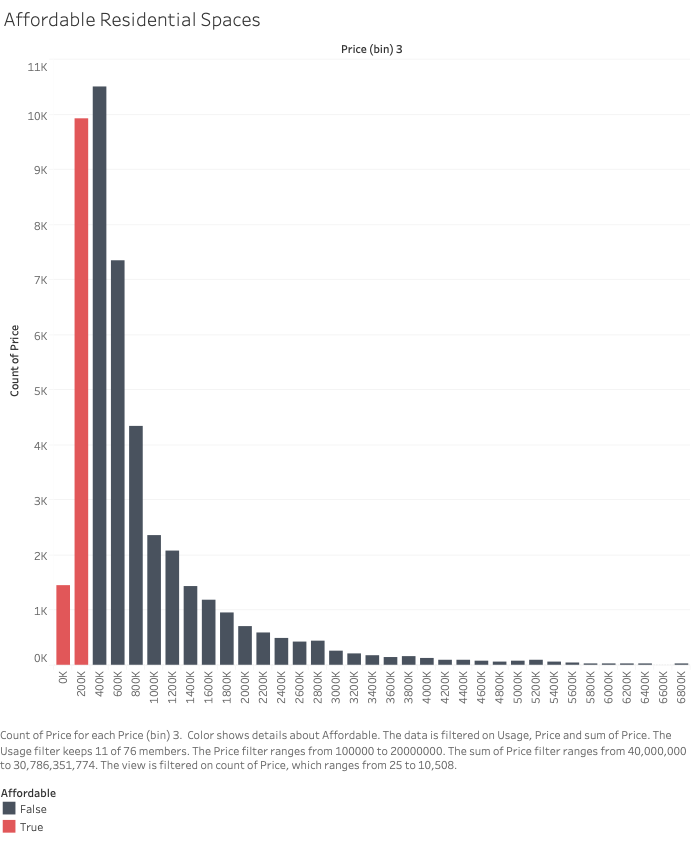 Affordable Residential Spaces
Price (bin) 3
11K
10K
9K
8K
7K
6K
5K
4K
3K
2K
1K
0K
Count of Price
0K
200K
400K
600K
800K
1000K
1200K
1400K
1600K
1800K
2000K
2200K
2400K
2600K
2800K
3000K
3200K
3400K
3600K
3800K
4000K
4200K
4400K
4600K
4800K
5000K
5200K
5400K
5600K
5800K
6000K
6200K
6400K
6600K
6800K
Count of Price for each Price (bin) 3.  Color shows details about Affordable. The data is filtered on Usage, Price and sum of Price. The
Usage filter keeps 11 of 76 members. The Price filter ranges from 100000 to 20000000. The sum of Price filter ranges from 40,000,000
to 30,786,351,774. The view is filtered on count of Price, which ranges from 25 to 10,508.
Affordable
False
True